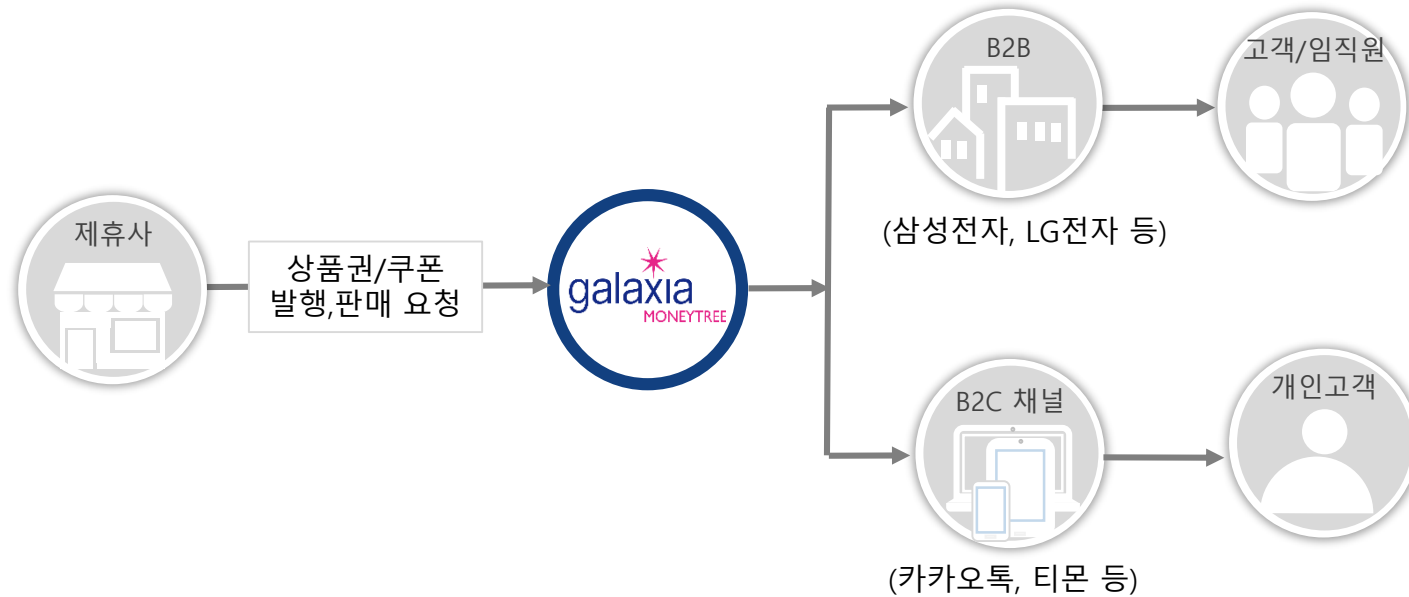 제휴사
상품권/쿠폰
발행,판매 요청
galaxia
MONEYTREE
B2B
(삼성전자, LG전자 등)
고객/임직원
B2C 채널
(카카오톡, 티몬 등)
개인고객